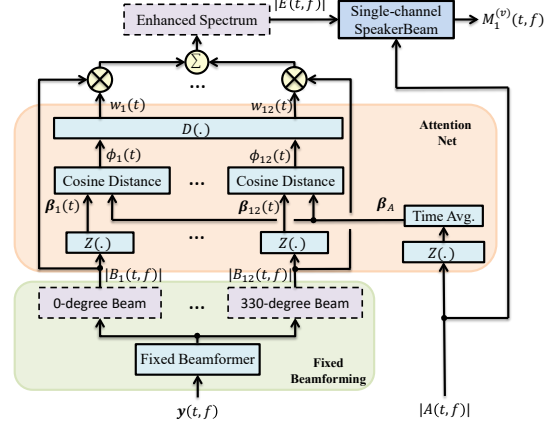 |E(t,f)|
Enhanced Spectrum
Single-channel
SpeakerBeam
M₁⁽ᵛ⁾(t,f)
Σ
...
w₁(t)
w₁₂(t)
D(.)
Attention
Net
ϕ₁(t)
ϕ₁₂(t)
Cosine Distance
...
Cosine Distance
β₁(t)
β₁₂(t)
β_A
Time Avg.
Z(.)
...
Z(.)
Z(.)
|B₁(t,f)|
|B₁₂(t,f)|
0-degree Beam
...
330-degree Beam
Fixed Beamformer
Fixed
Beamforming
y(t,f)
|A(t,f)|